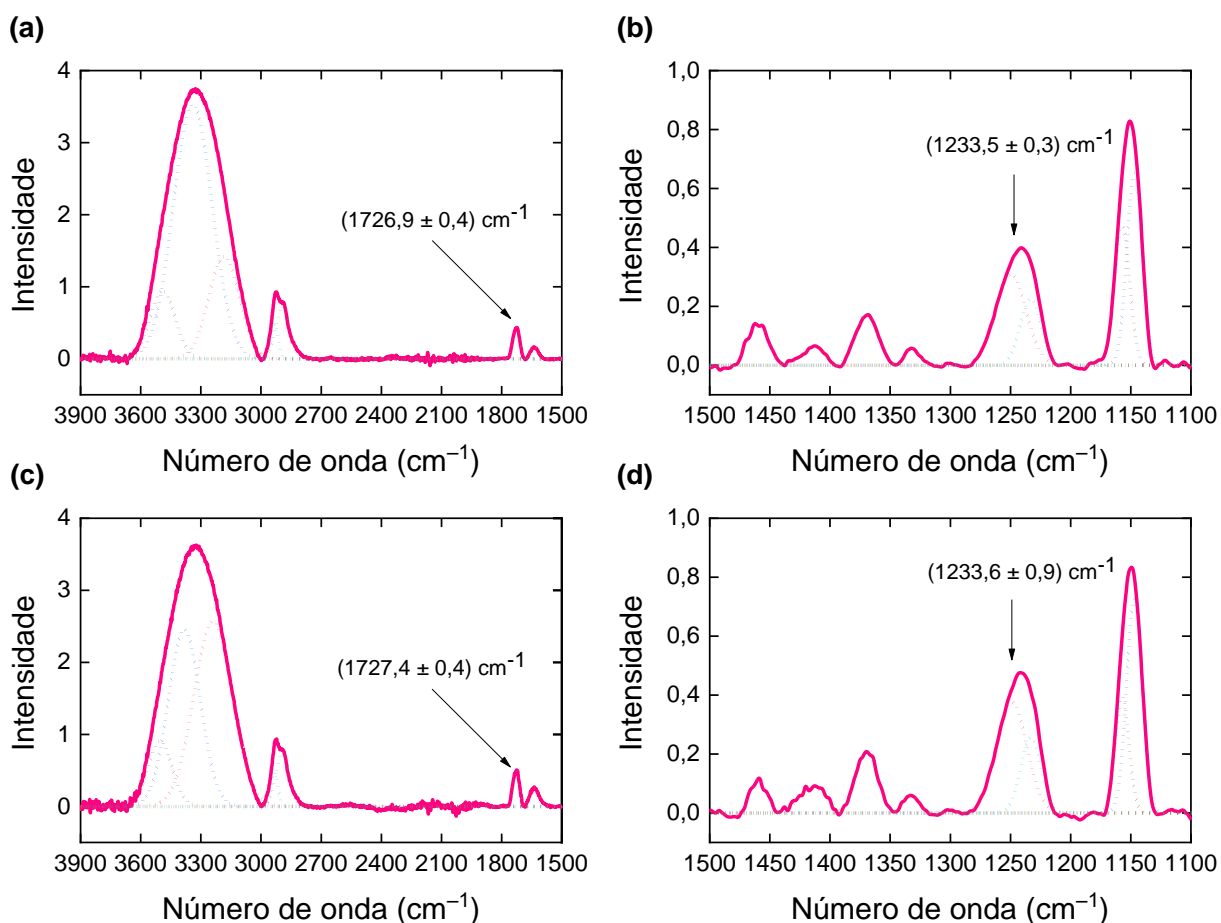 (a)
4
3
2
1
0
Intensidade
(1726,9 ± 0,4) cm⁻¹
3900 3600 3300 3000 2700 2400 2100 1800 1500
Número de onda (cm⁻¹)
(b)
1,0
0,8
0,6
0,4
0,2
0,0
Intensidade
(1233,5 ± 0,3) cm⁻¹
1500 1450 1400 1350 1300 1250 1200 1150 1100
Número de onda (cm⁻¹)
(c)
4
3
2
1
0
Intensidade
(1727,4 ± 0,4) cm⁻¹
3900 3600 3300 3000 2700 2400 2100 1800 1500
Número de onda (cm⁻¹)
(d)
1,0
0,8
0,6
0,4
0,2
0,0
Intensidade
(1233,6 ± 0,9) cm⁻¹
1500 1450 1400 1350 1300 1250 1200 1150 1100
Número de onda (cm⁻¹)